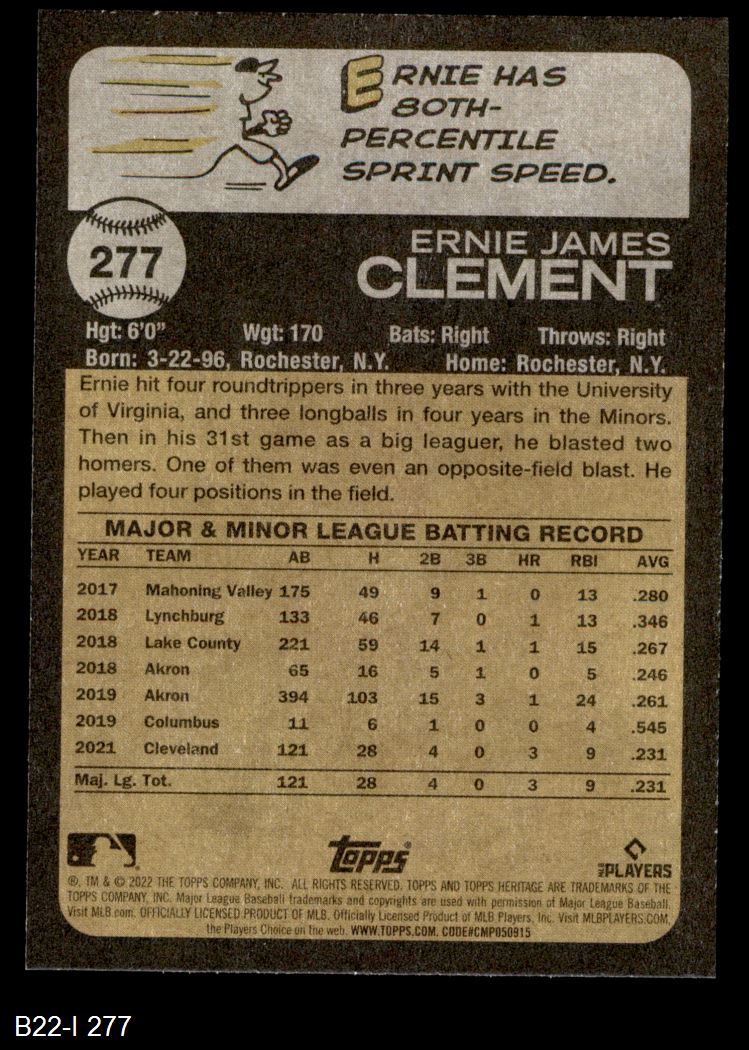 ERNIE HAS
80TH-
PERCENTILE
SPRINT SPEED.
277
ERNIE JAMES
CLEMENT
Hgt: 6'0" Wgt: 170 Bats: Right Throws: Right
Born: 3-22-96, Rochester, N.Y. Home: Rochester, N.Y.
Ernie hit four roundtrippers in three years with the University
of Virginia, and three longballs in four years in the Minors.
Then in his 31st game as a big leaguer, he blasted two
homers. One of them was even an opposite-field blast. He
played four positions in the field.
MAJOR & MINOR LEAGUE BATTING RECORD
YEAR TEAM AB H 2B 3B HR RBI AVG
2017 Mahoning Valley 175 49 9 1 0 13 .280
2018 Lynchburg 133 46 7 0 1 13 .346
2018 Lake County 221 59 14 1 1 15 .267
2018 Akron 65 16 5 1 0 5 .246
2019 Akron 394 103 15 3 1 24 .261
2019 Columbus 11 6 1 0 0 4 .545
2021 Cleveland 121 28 4 0 3 9 .231
Maj. Lg. Tot. 121 28 4 0 3 9 .231
Topps®
PLAYERS
®, TM & © 2022 THE TOPPS COMPANY, INC. ALL RIGHTS RESERVED. TOPPS AND TOPPS HERITAGE ARE TRADEMARKS OF THE
TOPPS COMPANY, INC. Major League Baseball trademarks and copyrights are used with permission of Major League Baseball.
Visit MLB.com. OFFICIALLY LICENSED PRODUCT OF MLB. Officially Licensed Product of MLB Players, Inc. Visit MLBPLAYERS.COM,
the Players Choice on the web. WWW.TOPPS.COM. CODE#CMP050915
B22-I 277